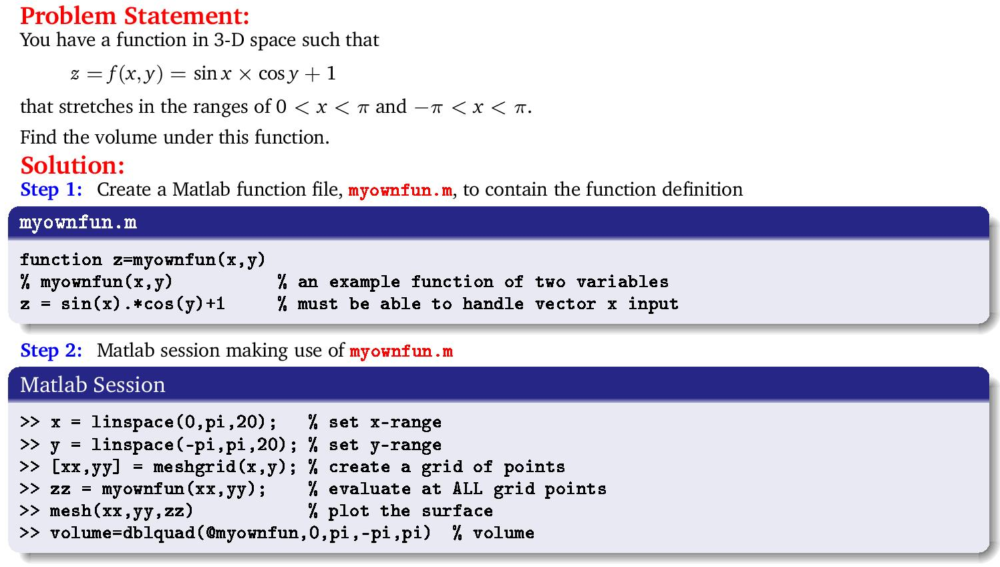 Problem Statement:
You have a function in 3-D space such that
z = f(x, y) = sin x × cos y + 1
that stretches in the ranges of 0 < x < π and −π < x < π.
Find the volume under this function.
Solution:
Step 1: Create a Matlab function file, myownfun.m, to contain the function definition
myownfun.m
function z=myownfun(x,y)
% myownfun(x,y) % an example function of two variables
z = sin(x).*cos(y)+1 % must be able to handle vector x input
Step 2: Matlab session making use of myownfun.m
Matlab Session
>> x = linspace(0,pi,20); % set x-range
>> y = linspace(-pi,pi,20); % set y-range
>> [xx,yy] = meshgrid(x,y); % create a grid of points
>> zz = myownfun(xx,yy); % evaluate at ALL grid points
>> mesh(xx,yy,zz) % plot the surface
>> volume=dblquad(@myownfun,0,pi,-pi,pi) % volume